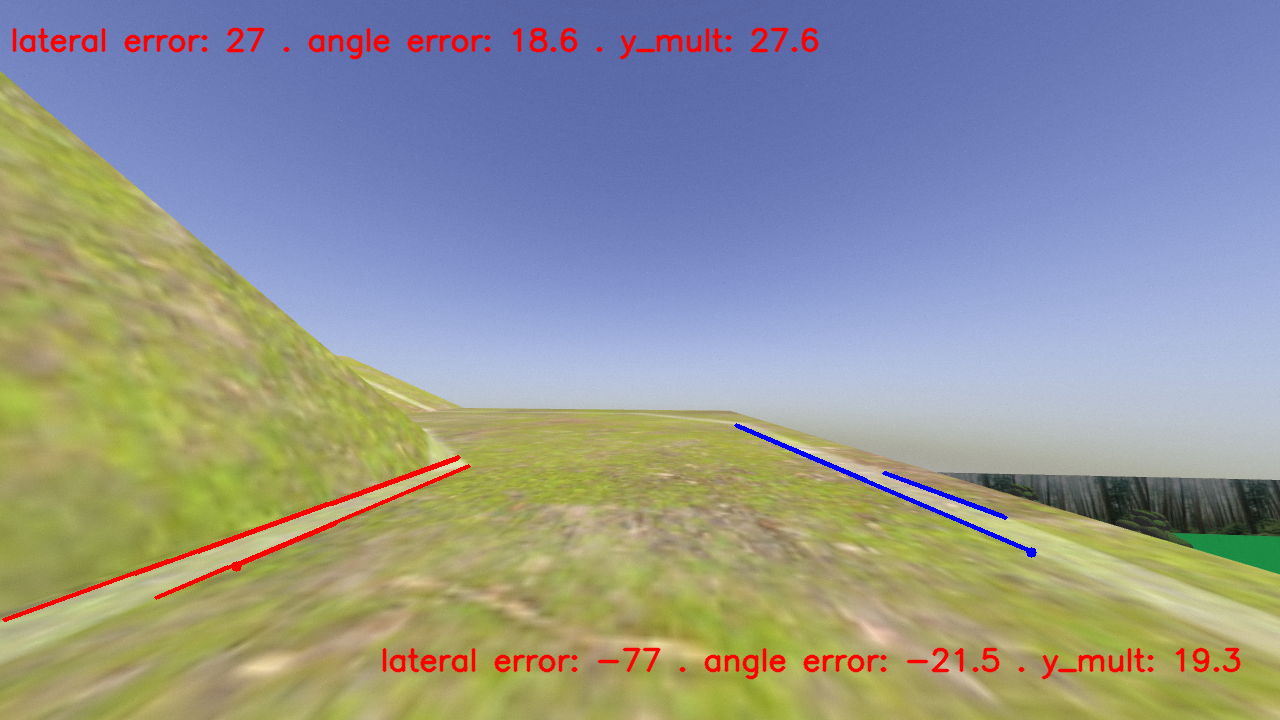 lateral error: 27 . angle error: 18.6 . y_mult: 27.6
lateral error: -77 . angle error: -21.5 . y_mult: 19.3